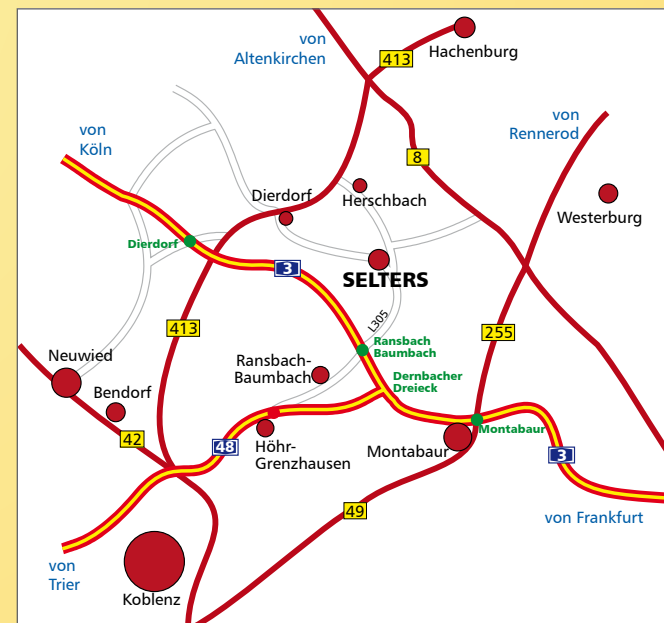 von
Altenkirchen
413
Hachenburg
von
Köln
8
von
Rennerod
Dierdorf
Herschbach
Westerburg
Dierdorf
3
SELTERS
L305
413
255
Neuwied
Ransbach
Baumbach
Ransbach-
Baumbach
Dernbacher
Dreieck
Bendorf
42
48
Höhr-
Grenzhausen
Montabaur
Montabaur
3
49
von Frankfurt
von
Trier
Koblenz